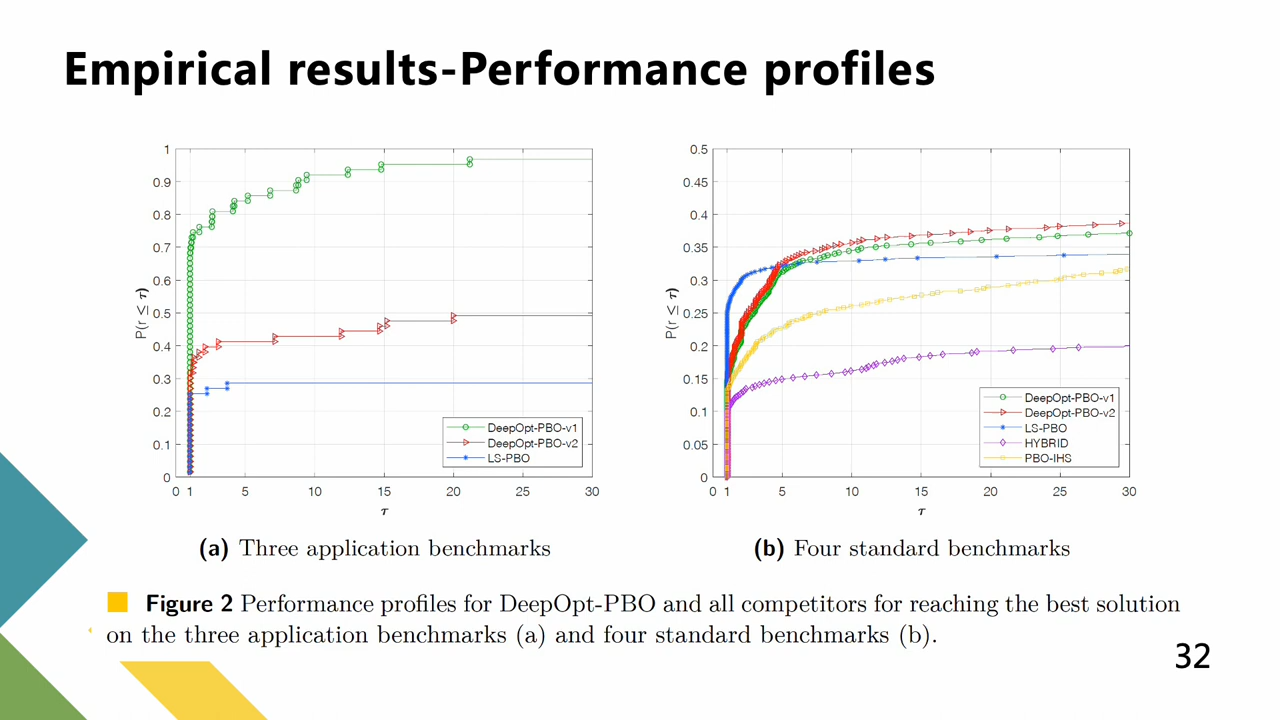 Empirical results-Performance profiles
1
0.9
0.8
0.7
0.6
0.5
0.4
0.3
0.2
0.1
0
P(r ≤ τ)
0 1 5 10 15 20 25 30
τ
DeepOpt-PBO-v1
DeepOpt-PBO-v2
LS-PBO
(a) Three application benchmarks
0.5
0.45
0.4
0.35
0.3
0.25
0.2
0.15
0.1
0.05
0
P(r ≤ τ)
0 1 5 10 15 20 25 30
τ
DeepOpt-PBO-v1
DeepOpt-PBO-v2
LS-PBO
HYBRID
PBO-IHS
(b) Four standard benchmarks
Figure 2 Performance profiles for DeepOpt-PBO and all competitors for reaching the best solution
on the three application benchmarks (a) and four standard benchmarks (b).
32